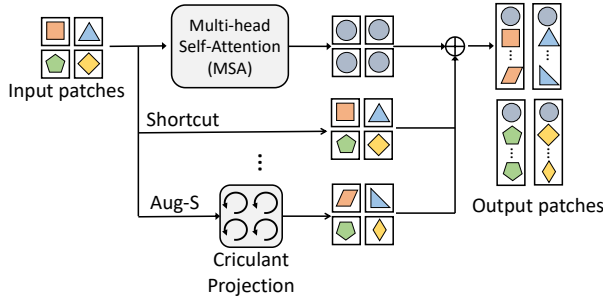 Multi-head
Self-Attention
(MSA)
Input patches
Shortcut
Aug-S
Criculant
Projection
Output patches